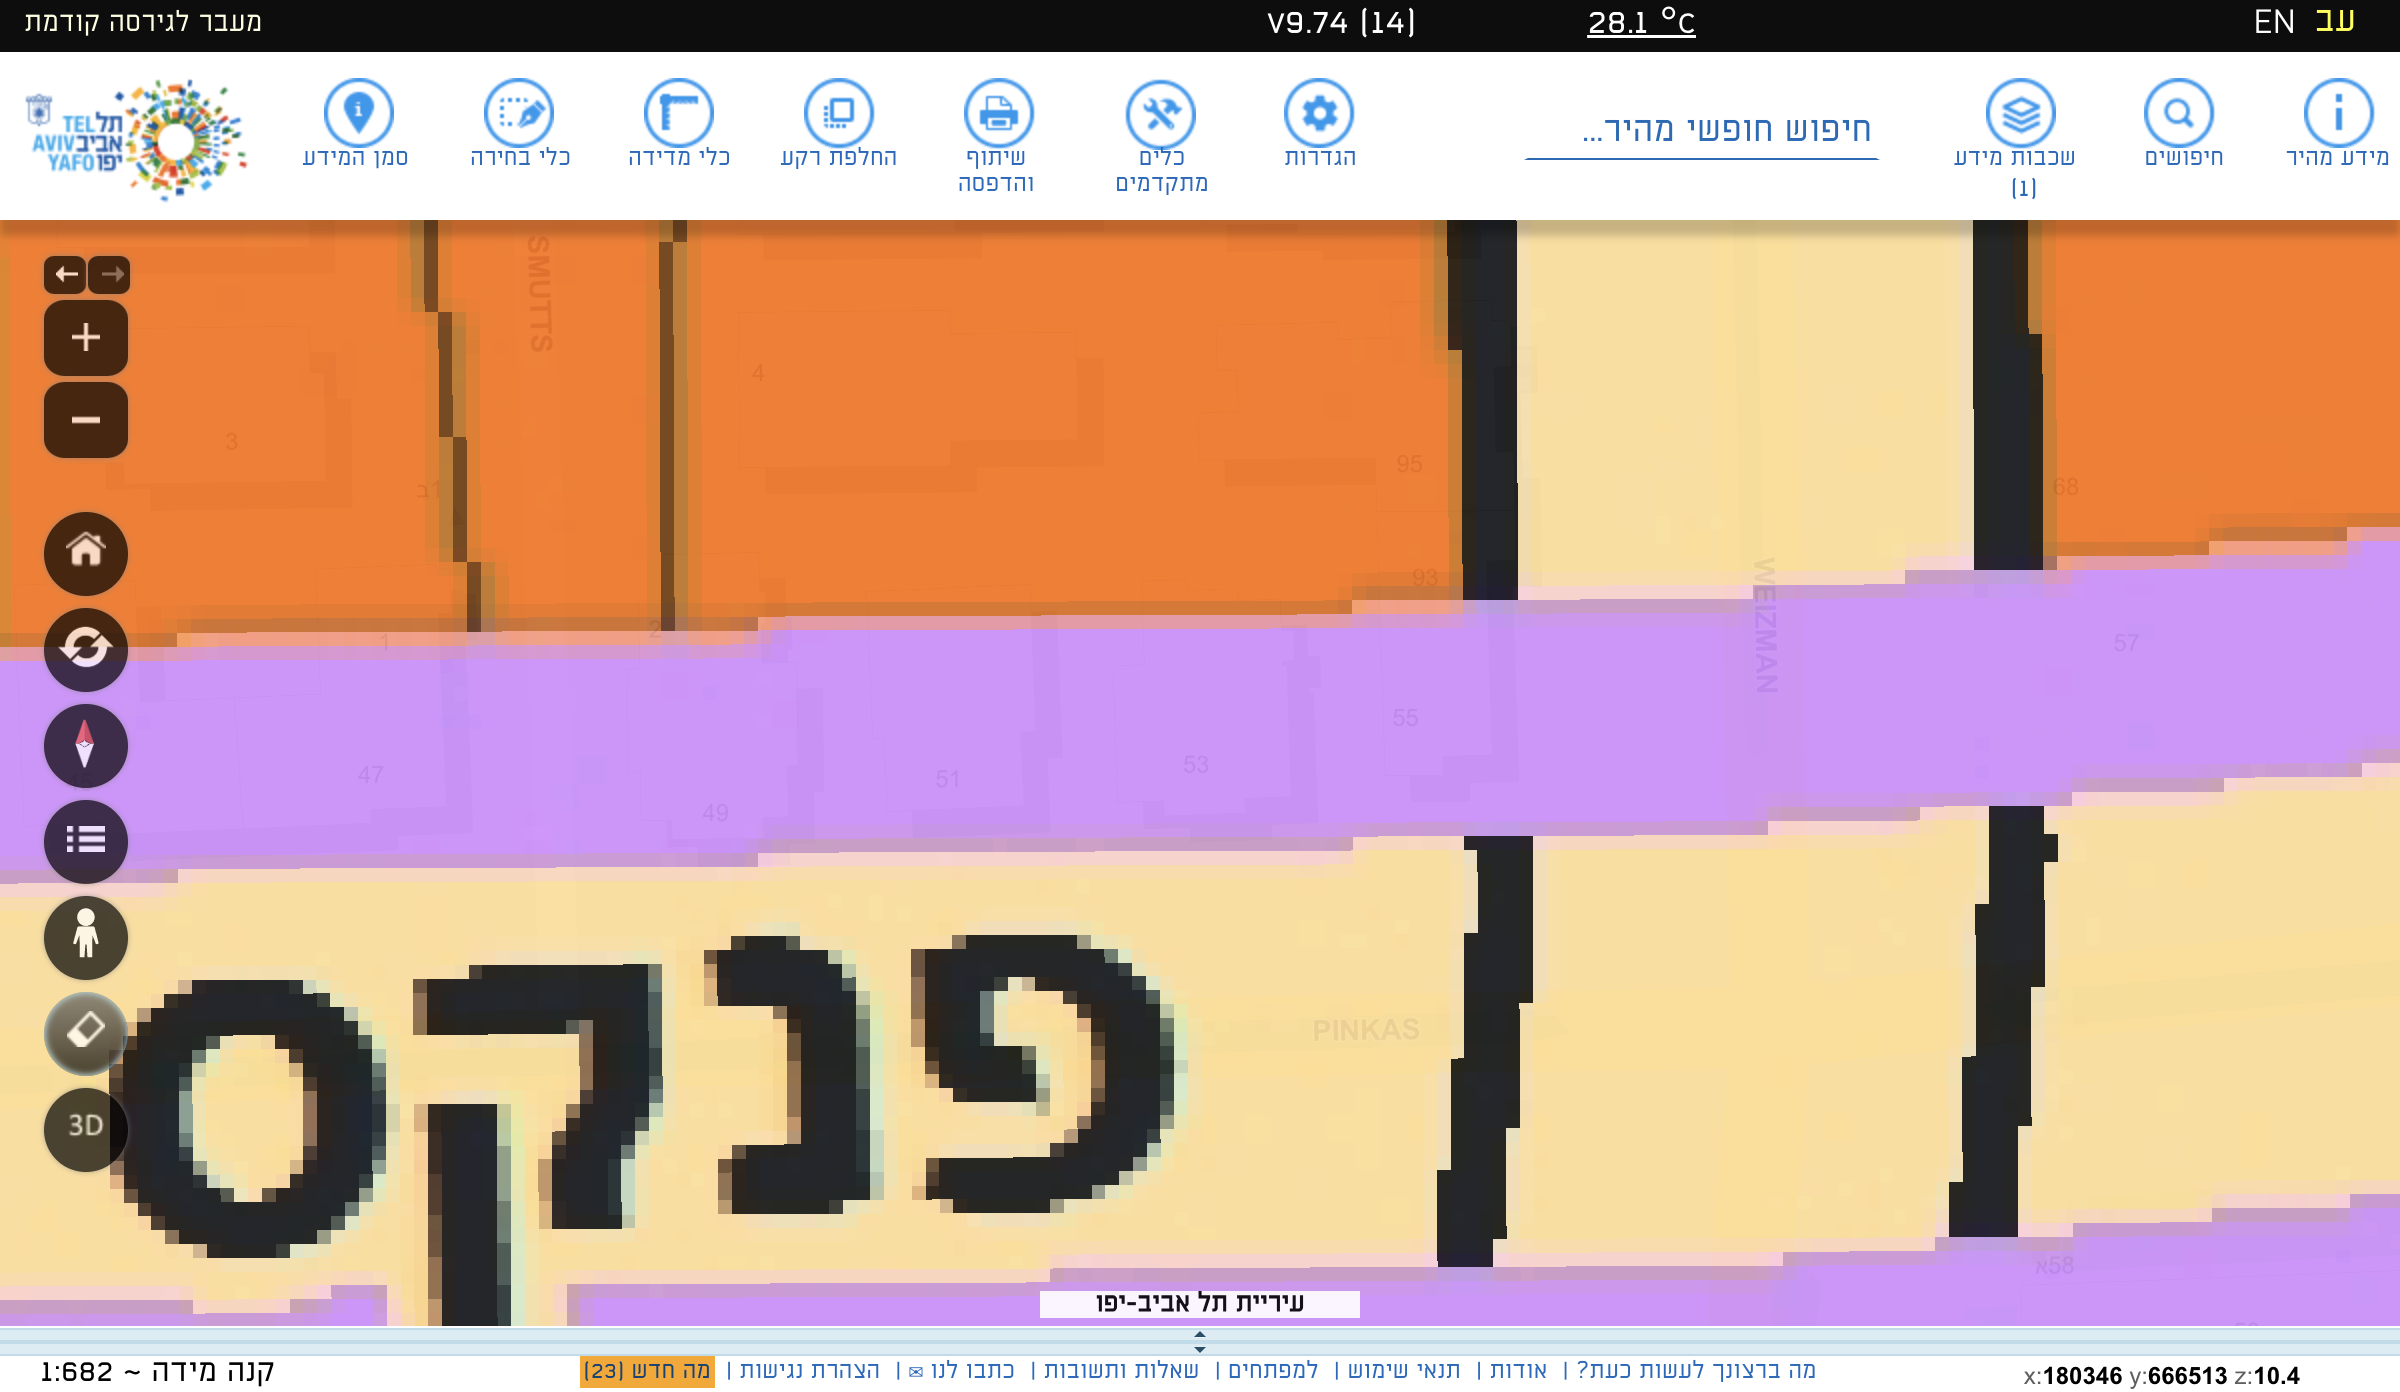 עב EN
28.1 °C
V9.74 (14)
מעבר לגירסה קודמת
מידע מהיר
חיפושים
שכבות מידע
(1)
חיפוש חופשי מהיר...
הגדרות
כלים
מתקדמים
שיתוף
והדפסה
החלפת רקע
כלי מדידה
כלי בחירה
סמן המידע
תל אביב יפו
TEL AVIV YAFO
SMUTTS
4
3
1ב
95
68
93
WEIZMAN
1
2
57
55
53
51
49
47
PINKAS
פנקס
3D
58א
עיריית תל אביב-יפו
מה ברצונך לעשות כעת? | אודות | תנאי שימוש | למפתחים | שאלות ותשובות | כתבו לנו ✉ | הצהרת נגישות | מה חדש (23)
קנה מידה ~ 1:682
x:180346 y:666513 z:10.4